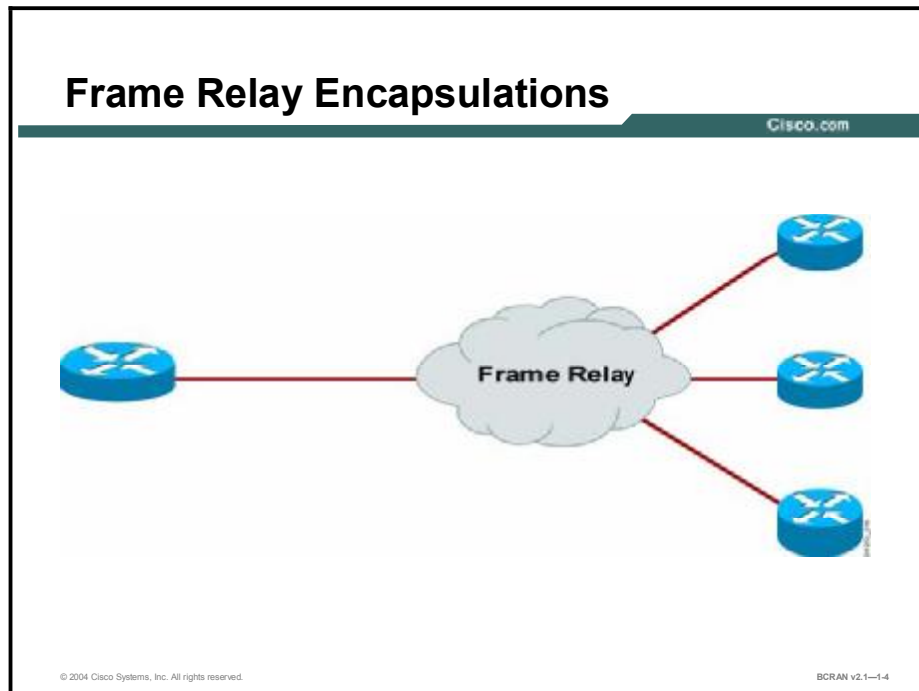 Frame Relay Encapsulations
Cisco.com
Frame Relay
© 2004 Cisco Systems, Inc. All rights reserved.
BCRAN v2.1—1-4